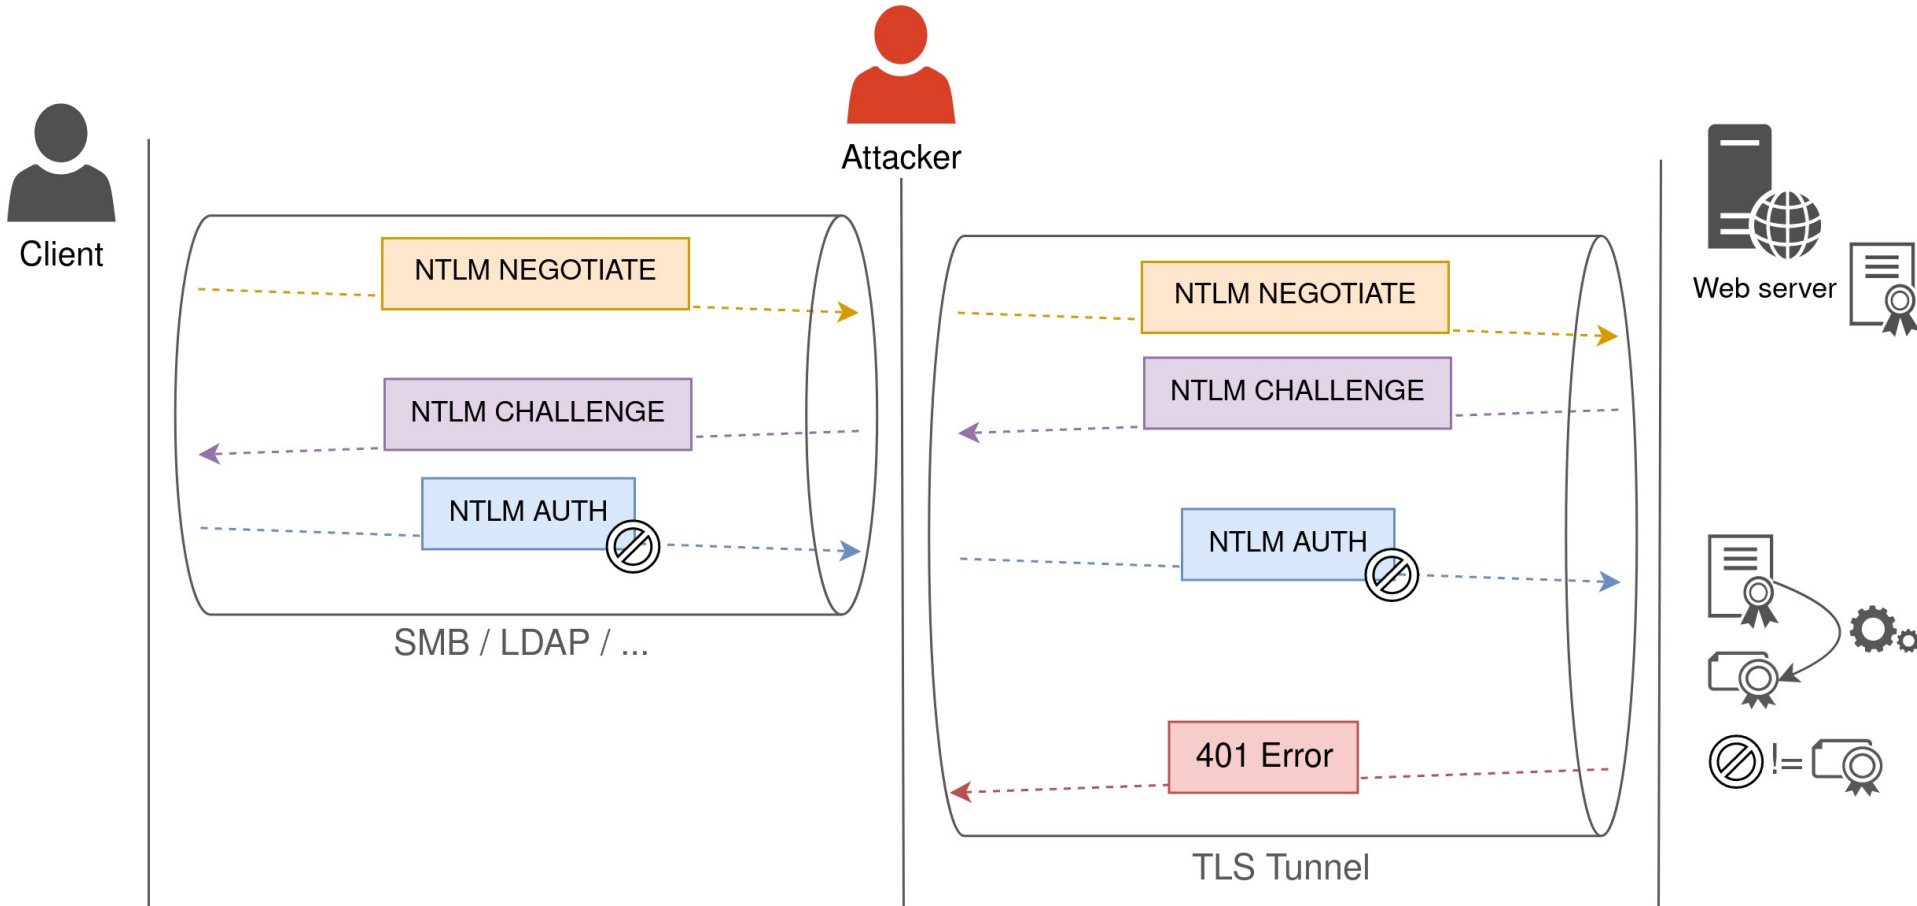 Attacker
Client
NTLM NEGOTIATE
NTLM NEGOTIATE
Web server
NTLM CHALLENGE
NTLM CHALLENGE
NTLM AUTH
NTLM AUTH
SMB / LDAP / ...
401 Error
!=
TLS Tunnel